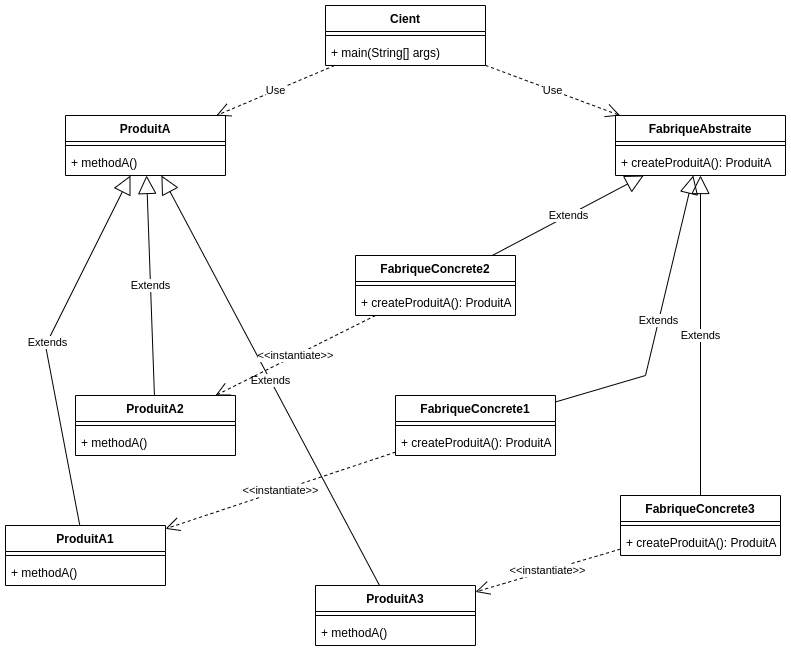 Cient
+ main(String[] args)
Use
Use
ProduitA
+ methodA()
FabriqueAbstraite
+ createProduitA(): ProduitA
Extends
FabriqueConcrete2
+ createProduitA(): ProduitA
Extends
Extends
Extends
Extends
<<instantiate>>
Extends
ProduitA2
+ methodA()
FabriqueConcrete1
+ createProduitA(): ProduitA
<<instantiate>>
FabriqueConcrete3
+ createProduitA(): ProduitA
ProduitA1
+ methodA()
<<instantiate>>
ProduitA3
+ methodA()